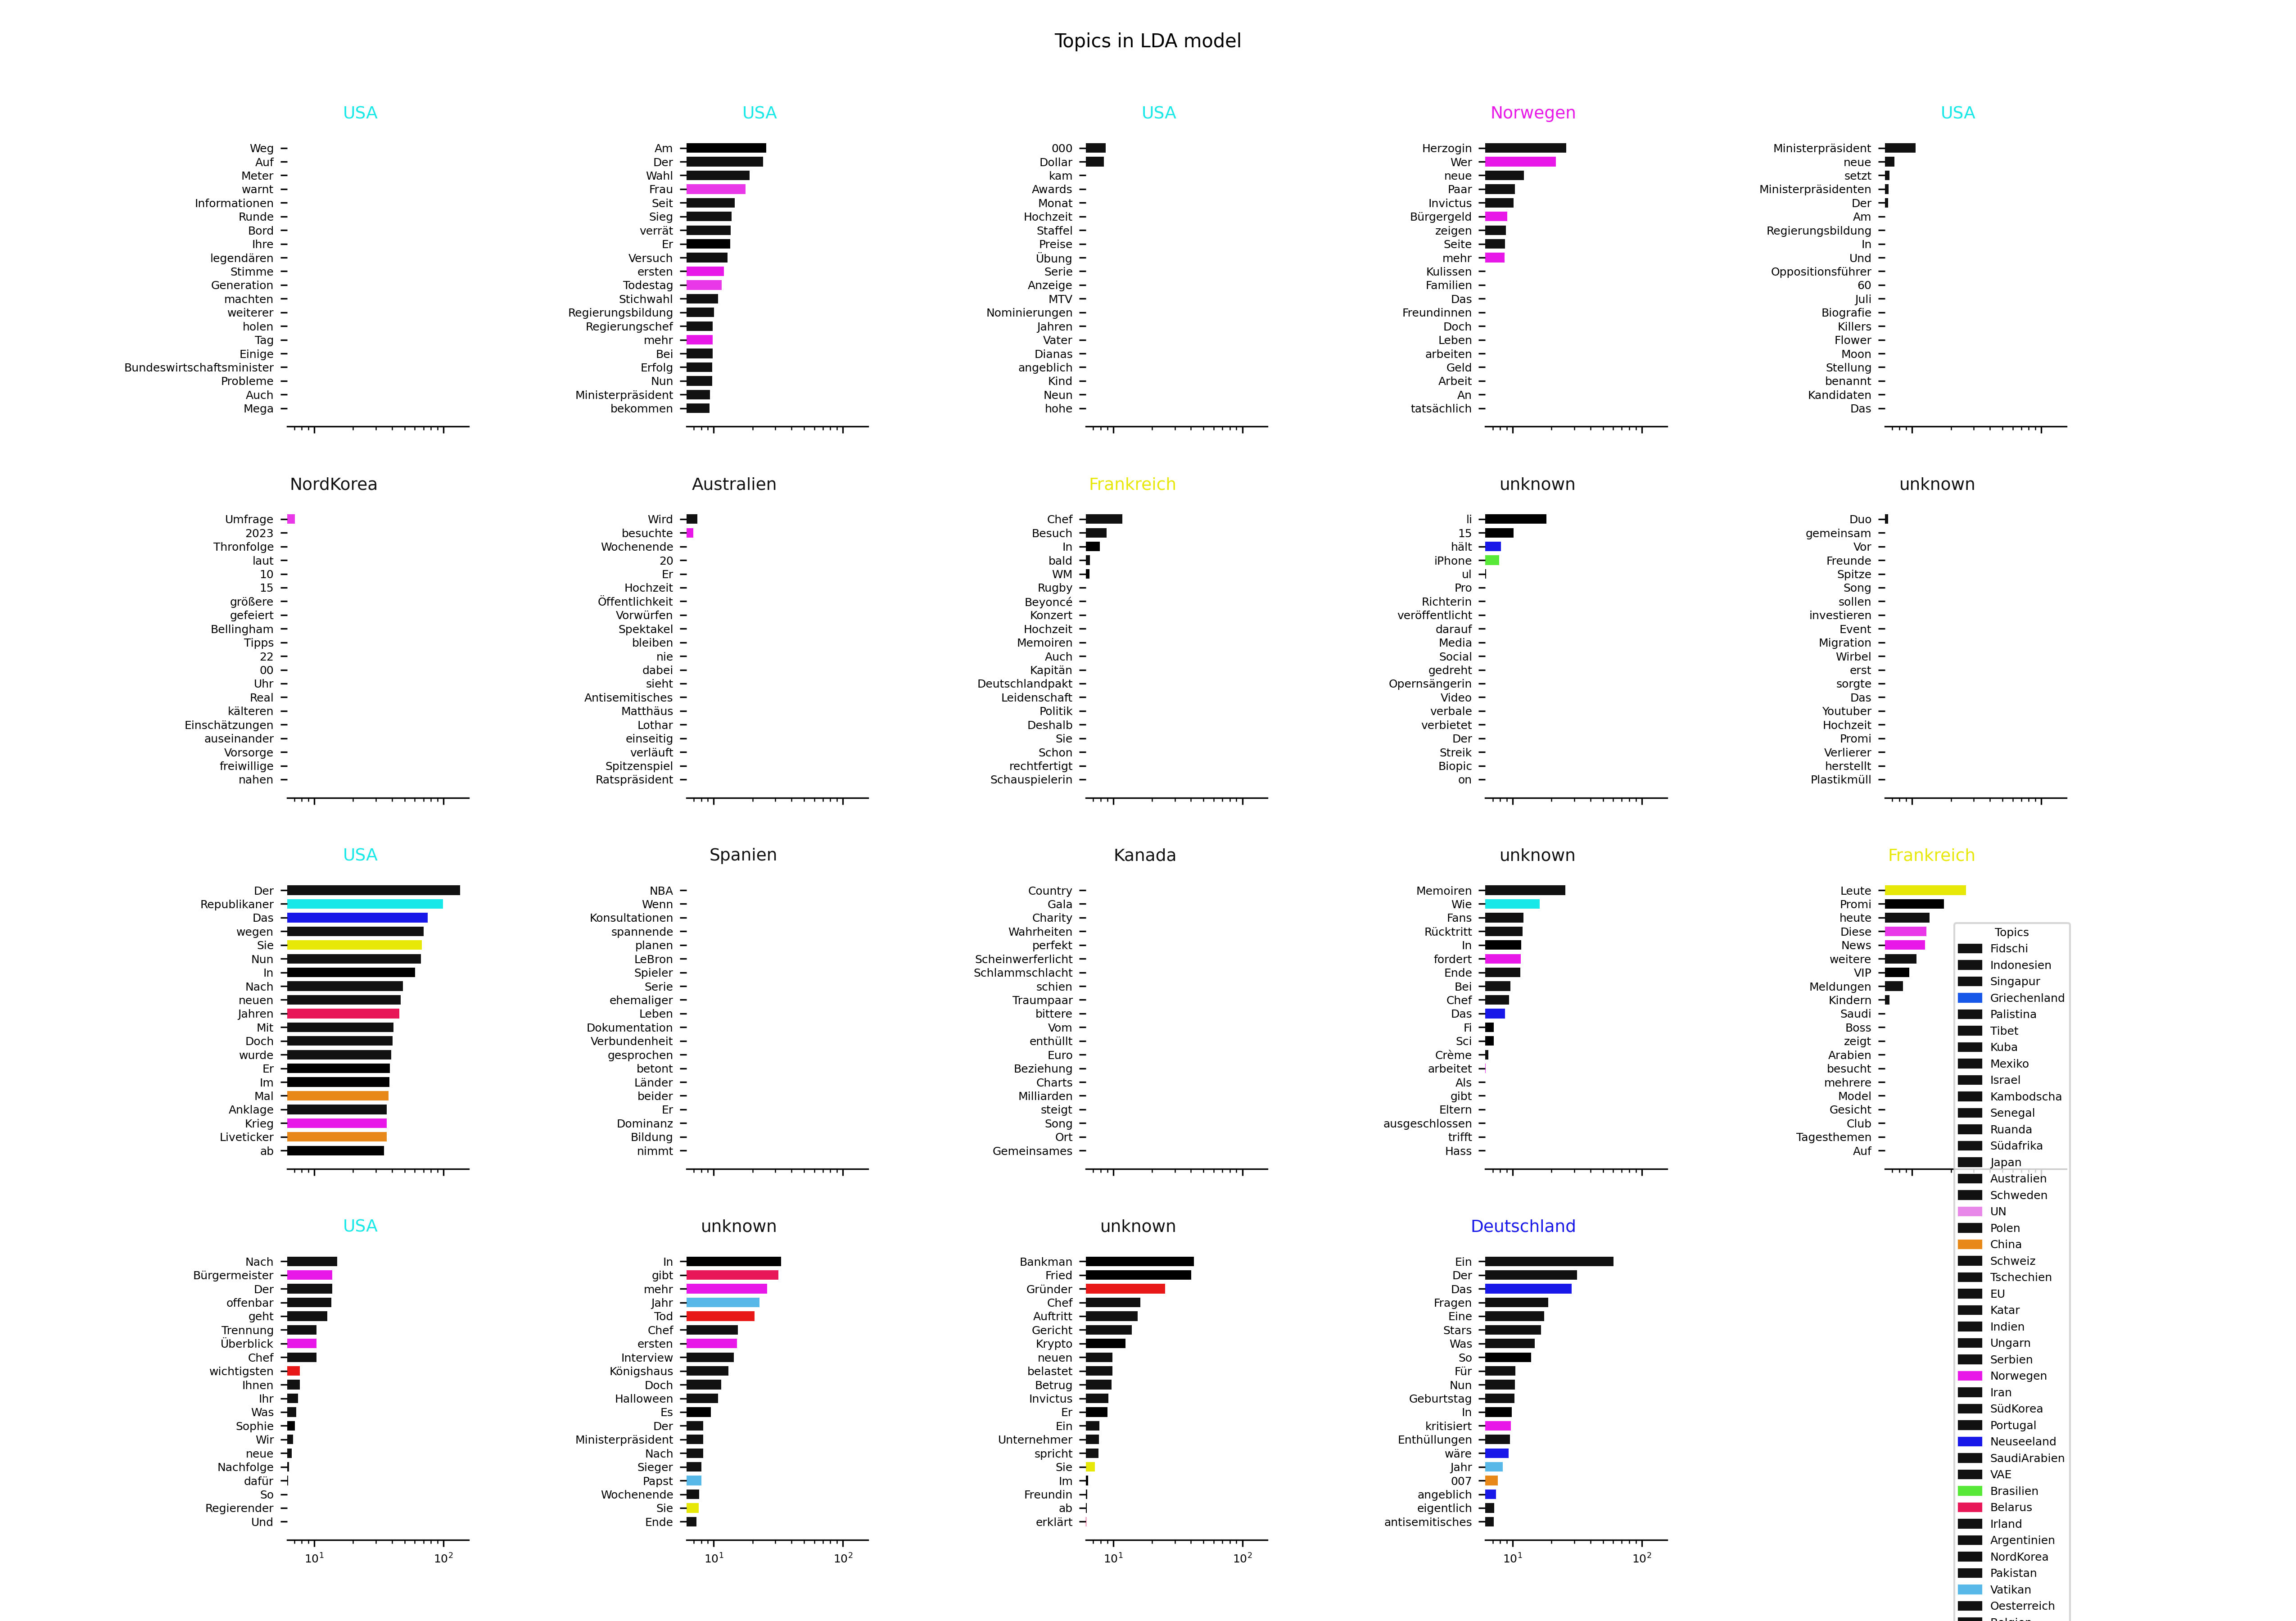 Topics in LDA model
USA
Weg
Auf
Meter
warnt
Informationen
Runde
Bord
Ihre
legendären
Stimme
Generation
machten
weiterer
holen
Tag
Einige
Bundeswirtschaftsminister
Probleme
Auch
Mega
USA
Am
Der
Wahl
Frau
Seit
Sieg
verrät
Er
Versuch
ersten
Todestag
Stichwahl
Regierungsbildung
Regierungschef
mehr
Bei
Erfolg
Nun
Ministerpräsident
bekommen
USA
000
Dollar
kam
Awards
Monat
Hochzeit
Staffel
Preise
Übung
Serie
Anzeige
MTV
Nominierungen
Jahren
Vater
Dianas
angeblich
Kind
Neun
hohe
Norwegen
Herzogin
Wer
neue
Paar
Invictus
Bürgergeld
zeigen
Seite
mehr
Kulissen
Familien
Das
Freundinnen
Doch
Leben
arbeiten
Geld
Arbeit
An
tatsächlich
USA
Ministerpräsident
neue
setzt
Ministerpräsidenten
Der
Am
Regierungsbildung
In
Und
Oppositionsführer
60
Juli
Biografie
Killers
Flower
Moon
Stellung
benannt
Kandidaten
Das
NordKorea
Umfrage
2023
Thronfolge
laut
10
15
größere
gefeiert
Bellingham
Tipps
22
00
Uhr
Real
kälteren
Einschätzungen
auseinander
Vorsorge
freiwillige
nahen
Australien
Wird
besuchte
Wochenende
20
Er
Hochzeit
Öffentlichkeit
Vorwürfen
Spektakel
bleiben
nie
dabei
sieht
Antisemitisches
Matthäus
Lothar
einseitig
verläuft
Spitzenspiel
Ratspräsident
Frankreich
Chef
Besuch
In
bald
WM
Rugby
Beyoncé
Konzert
Hochzeit
Memoiren
Auch
Kapitän
Deutschlandpakt
Leidenschaft
Politik
Deshalb
Sie
Schon
rechtfertigt
Schauspielerin
unknown
li
15
hält
iPhone
ul
Pro
Richterin
veröffentlicht
darauf
Media
Social
gedreht
Opernsängerin
Video
verbale
verbietet
Der
Streik
Biopic
on
unknown
Duo
gemeinsam
Vor
Freunde
Spitze
Song
sollen
investieren
Event
Migration
Wirbel
erst
sorgte
Das
Youtuber
Hochzeit
Promi
Verlierer
herstellt
Plastikmüll
USA
Der
Republikaner
Das
wegen
Sie
Nun
In
Nach
neuen
Jahren
Mit
Doch
wurde
Er
Im
Mal
Anklage
Krieg
Liveticker
ab
Spanien
NBA
Wenn
Konsultationen
spannende
planen
LeBron
Spieler
Serie
ehemaliger
Leben
Dokumentation
Verbundenheit
gesprochen
betont
Länder
beider
Er
Dominanz
Bildung
nimmt
Kanada
Country
Gala
Charity
Wahrheiten
perfekt
Scheinwerferlicht
Schlammschlacht
schien
Traumpaar
bittere
Vom
enthüllt
Euro
Beziehung
Charts
Milliarden
steigt
Song
Ort
Gemeinsames
unknown
Memoiren
Wie
Fans
Rücktritt
In
fordert
Ende
Bei
Chef
Das
Fi
Sci
Crème
arbeitet
Als
gibt
Eltern
ausgeschlossen
trifft
Hass
Frankreich
Leute
Promi
heute
Diese
News
weitere
VIP
Meldungen
Kindern
Saudi
Boss
zeigt
Arabien
besucht
mehrere
Model
Gesicht
Club
Tagesthemen
Auf
USA
Nach
Bürgermeister
Der
offenbar
geht
Trennung
Überblick
Chef
wichtigsten
Ihnen
Ihr
Was
Sophie
Wir
neue
Nachfolge
dafür
So
Regierender
Und
10¹ 10²
unknown
In
gibt
mehr
Jahr
Tod
Chef
ersten
Interview
Königshaus
Doch
Halloween
Es
Der
Ministerpräsident
Nach
Sieger
Papst
Wochenende
Sie
Ende
10¹ 10²
unknown
Bankman
Fried
Gründer
Chef
Auftritt
Gericht
Krypto
neuen
belastet
Betrug
Invictus
Er
Ein
Unternehmer
spricht
Sie
Im
Freundin
ab
erklärt
10¹ 10²
Deutschland
Ein
Der
Das
Fragen
Eine
Stars
Was
So
Für
Nun
Geburtstag
In
kritisiert
Enthüllungen
wäre
Jahr
007
angeblich
eigentlich
antisemitisches
10¹ 10²
Topics
Fidschi
Indonesien
Singapur
Griechenland
Palistina
Tibet
Kuba
Mexiko
Israel
Kambodscha
Senegal
Ruanda
Südafrika
Japan
Australien
Schweden
UN
Polen
China
Schweiz
Tschechien
EU
Katar
Indien
Ungarn
Serbien
Norwegen
Iran
SüdKorea
Portugal
Neuseeland
SaudiArabien
VAE
Brasilien
Belarus
Irland
Argentinien
NordKorea
Pakistan
Vatikan
Oesterreich